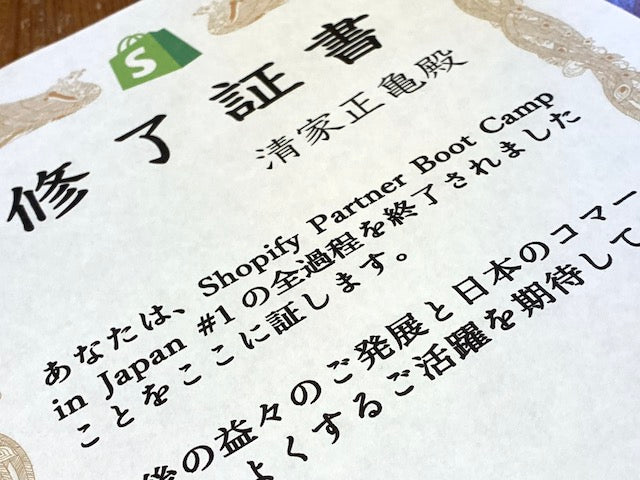 S
修了証書
清家正亀殿
あなたは、Shopify Partner Boot Camp
in Japan #1 の全過程を終了されました
ことをここに証します。
後の益々のご発展と日本のコマー
よくするご活躍を期待して